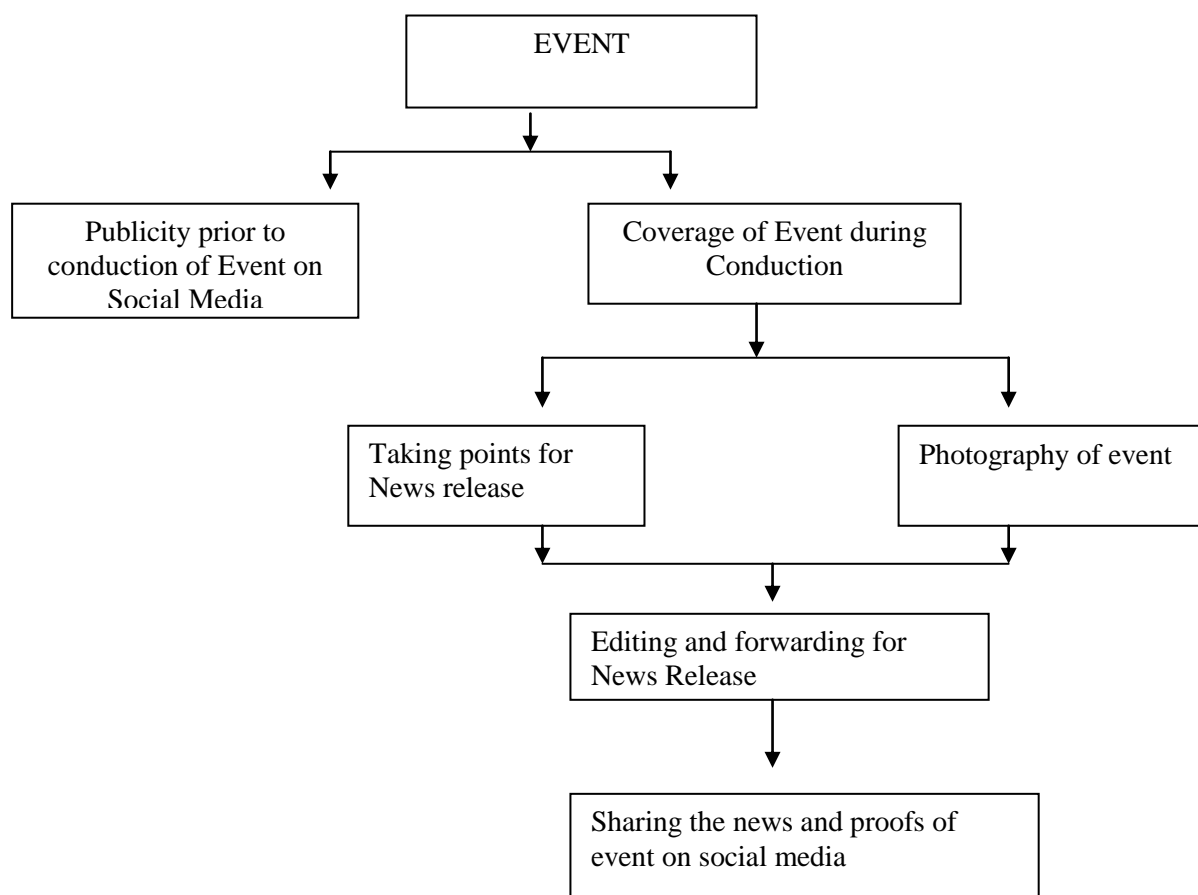 EVENT
Publicity prior to
conduction of Event on
Social Media
Coverage of Event during
Conduction
Taking points for
News release
Photography of event
Editing and forwarding for
News Release
Sharing the news and proofs of
event on social media